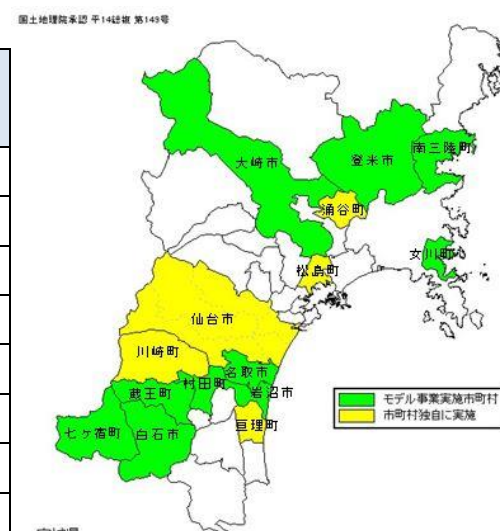 国土地理院承認 平14総複 第149号
大崎市
登米市
南三陸町
涌谷町
女川町
松島町
仙台市
川崎町
名取市
村田町
岩沼市
蔵王町
亘理町
七ヶ宿町
白石市
モデル事業実施市町村
市町村独自に実施